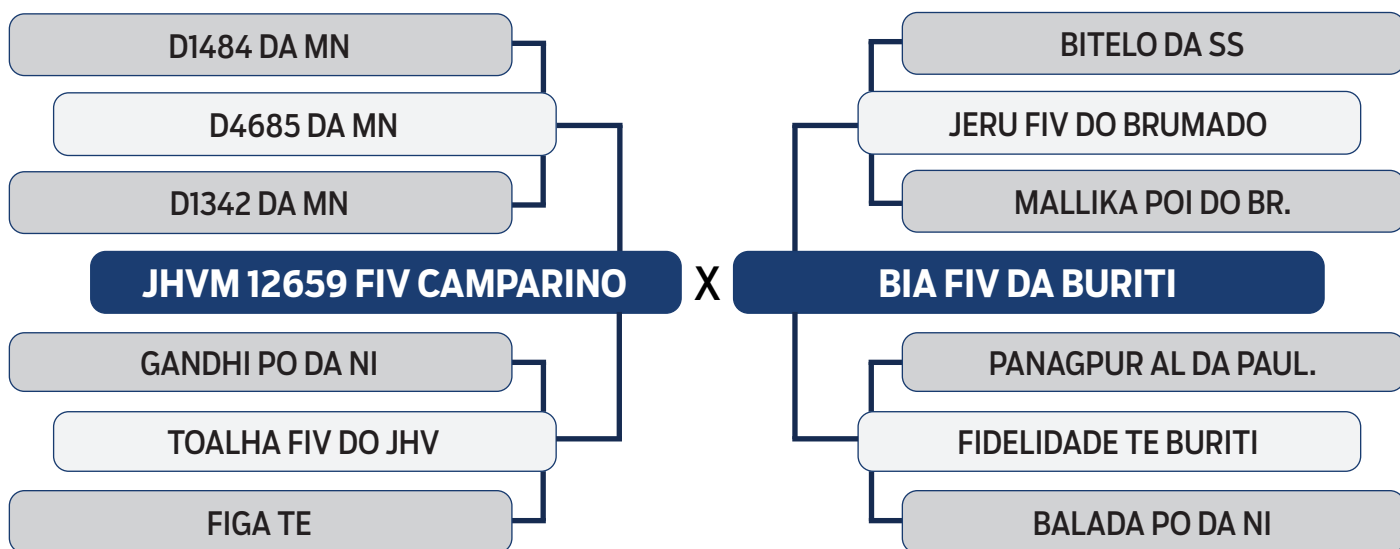 D1484 DA MN
BITELO DA SS
D4685 DA MN
JERU FIV DO BRUMADO
D1342 DA MN
MALLIKA POI DO BR.
JHVM 12659 FIV CAMPARINO X BIA FIV DA BURITI
GANDHI PO DA NI
PANAGPUR AL DA PAUL.
TOALHA FIV DO JHV
FIDELIDADE TE BURITI
FIGA TE
BALADA PO DA NI